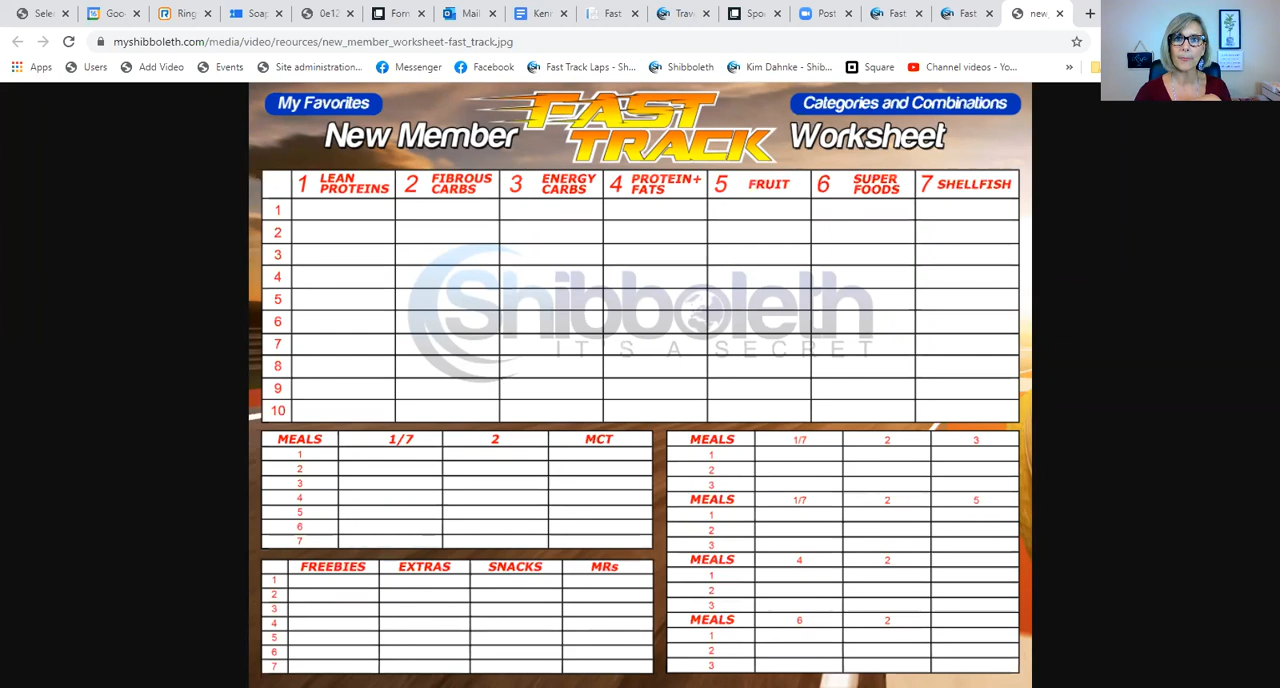 Sele
Goo
Ring
Soap
0e12
Forn
Mail
Kenr
Fast
Trav
Spo
Post
Fast
Fast
new_
myshibboleth.com/media/video/reources/new_member_worksheet-fast_track.jpg
Apps
Users
Add Video
Events
Site administration...
Messenger
Facebook
Fast Track Laps - S...
Shibboleth
Kim Dahnke - Shib...
Square
Channel videos - Yo...
»
My Favorites
FAST TRACK
Categories and Combinations
New Member
Worksheet
1 LEAN PROTEINS
2 FIBROUS CARBS
3 ENERGY CARBS
4 PROTEIN+ FATS
5 FRUIT
6 SUPER FOODS
7 SHELLFISH
1
2
3
4
5
6
7
8
9
10
Shibboleth
IT'S A SECRET
MEALS 1/7 2 MCT
1
2
3
4
5
6
7
FREEBIES EXTRAS SNACKS MRs
1
2
3
4
5
6
7
MEALS 1/7 2 3
1
2
3
MEALS 1/7 2 5
1
2
3
MEALS 4 2
1
2
3
MEALS 6 2
1
2
3